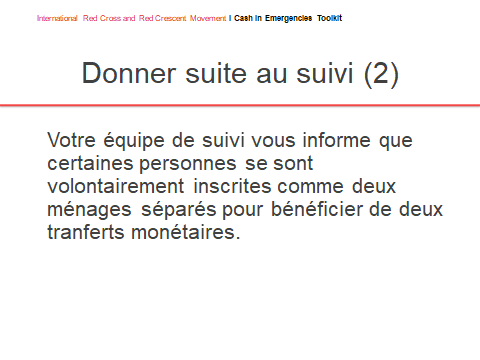 International Red Cross and Red Crescent Movement I Cash in Emergencies Toolkit
Donner suite au suivi (2)
Votre équipe de suivi vous informe que
certaines personnes se sont
volontairement inscrites comme deux
ménages séparés pour bénéficier de deux
tranferts monétaires.